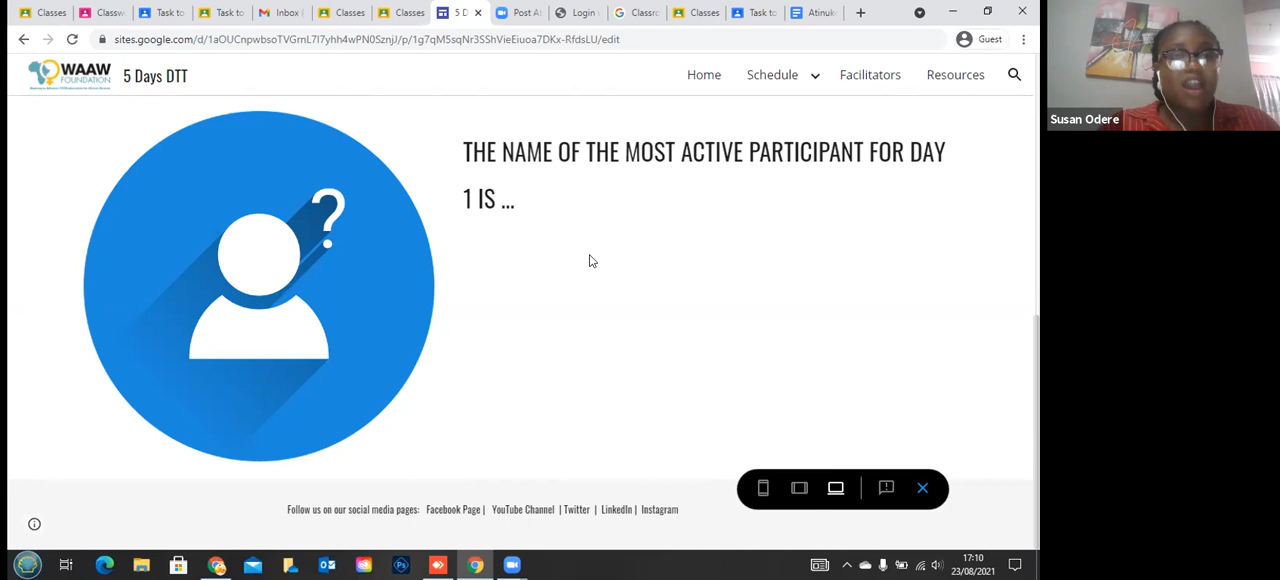 Classes
Classw
Task to
Task to
Inbox (
Classes
Classes
5 D
Post A
Login
Classro
Classes
Task to
Atinuk
sites.google.com/d/1aOUCnpwbsoTVGrnL7l7yhh4wPN0SznjJ/p/1g7qM5sqNr3SShVieEiuoa7DKx-RfdsLU/edit
Guest
WAAW
FOUNDATION
5 Days DTT
Home
Schedule
Facilitators
Resources
Susan Odere
THE NAME OF THE MOST ACTIVE PARTICIPANT FOR DAY
1 IS ...
?
Follow us on our social media pages: Facebook Page | YouTube Channel | Twitter | LinkedIn | Instagram
17:10
23/08/2021